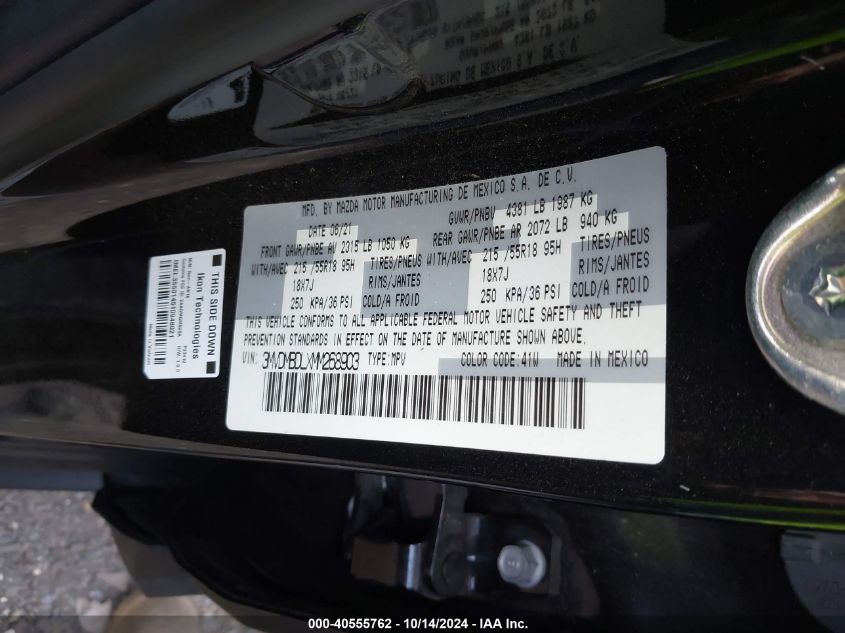 MFD. BY MAZDA MOTOR MANUFACTURING DE MEXICO S.A. DE C.V.
DATE 06/21 GVWR/PNBV 4381 LB 1987 KG
FRONT GAWR/PNBE AV 2315 LB 1050 KG REAR GAWR/PNBE AR 2072 LB 940 KG
WITH/AVEC 215 /55R18 95H TIRES/PNEUS WITH/AVEC 215 /55R18 95H TIRES/PNEUS
18X7J RIMS/JANTES 18X7J RIMS/JANTES
250 KPA/36 PSI COLD/A FROID 250 KPA/36 PSI COLD/A FROID
THIS VEHICLE CONFORMS TO ALL APPLICABLE FEDERAL MOTOR VEHICLE SAFETY AND THEFT
PREVENTION STANDARDS IN EFFECT ON THE DATE OF MANUFACTURE SHOWN ABOVE.
VIN: 3MVDMBDLXMM268903 TYPE:MPV COLOR CODE:41W MADE IN MEXICO
THIS SIDE DOWN
Ikon Technologies
Made in Vietnam
000-40555762 - 10/14/2024 - IAA Inc.